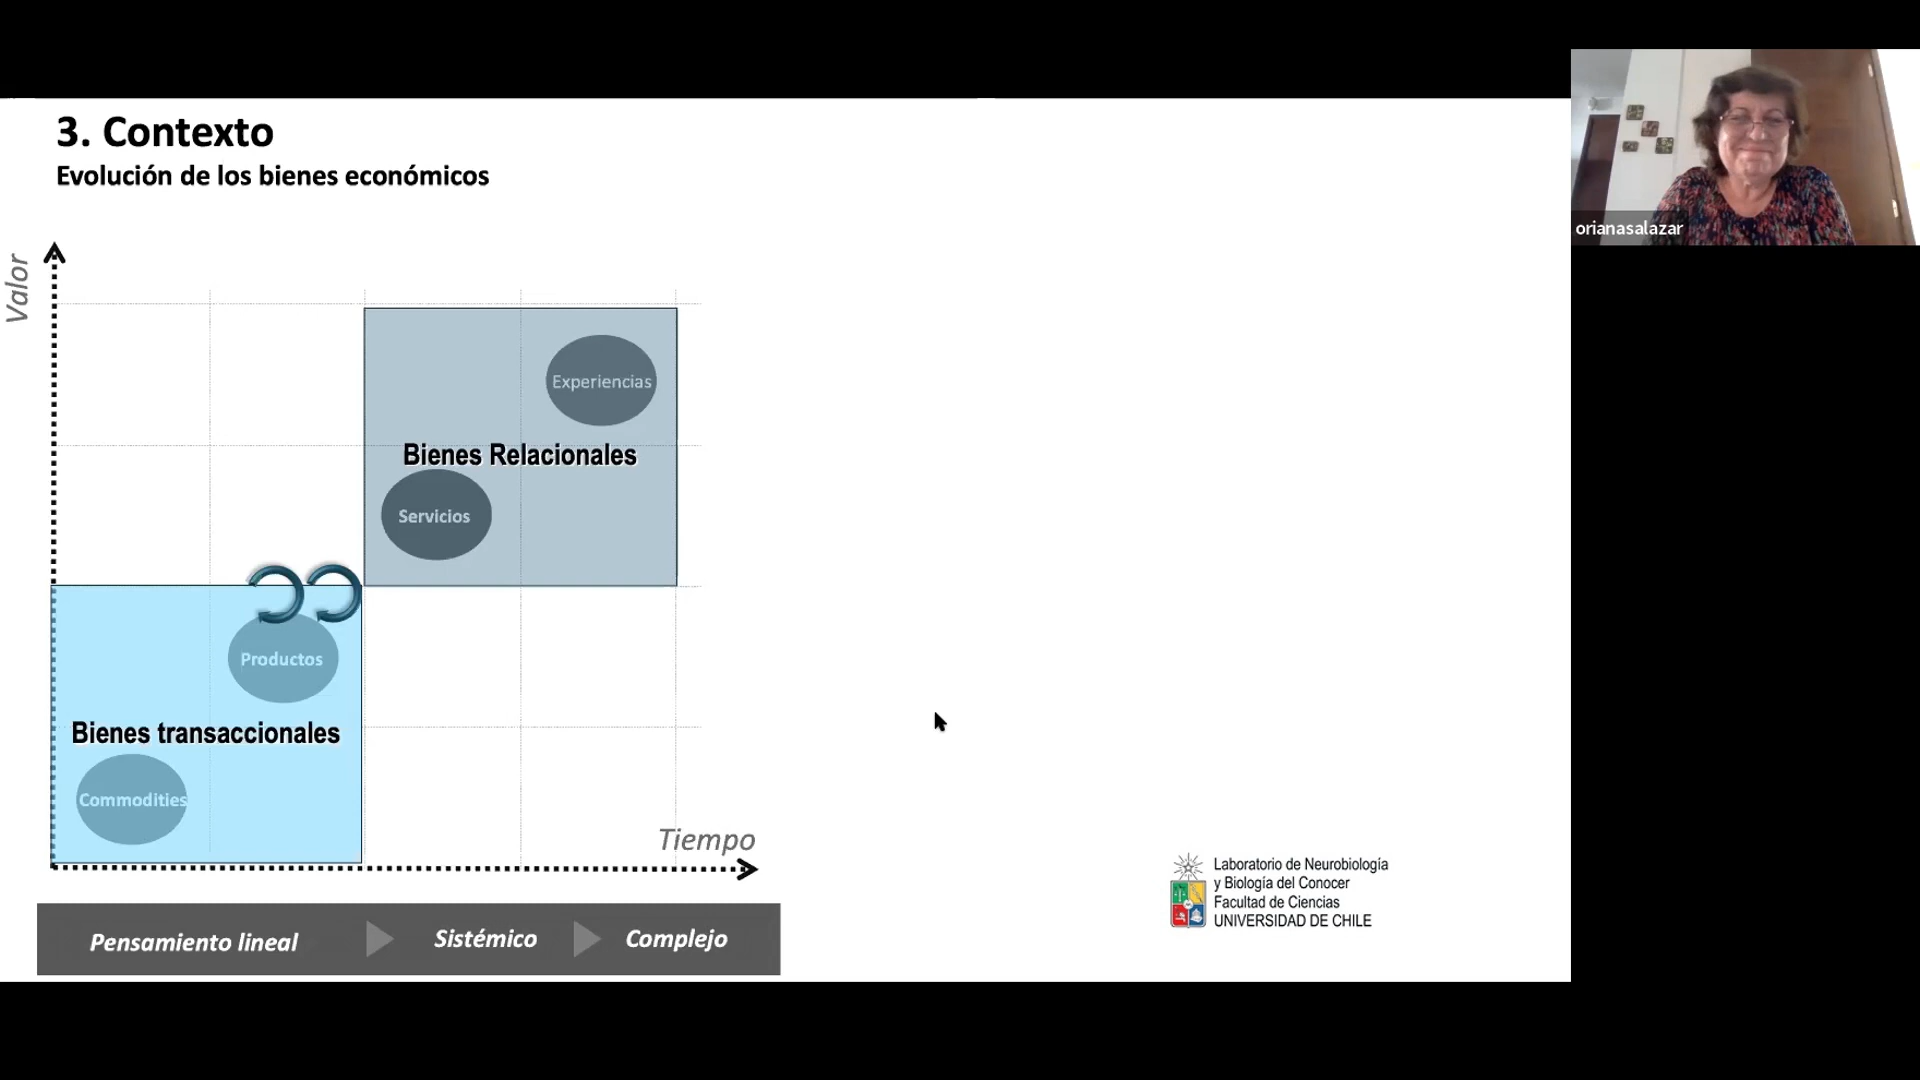 3. Contexto
Evolución de los bienes económicos
orianasalazar
Valor
Experiencias
Bienes Relacionales
Servicios
Productos
Bienes transaccionales
Commodities
Tiempo
Laboratorio de Neurobiología
y Biología del Conocer
Facultad de Ciencias
UNIVERSIDAD DE CHILE
Pensamiento lineal
Sistémico
Complejo